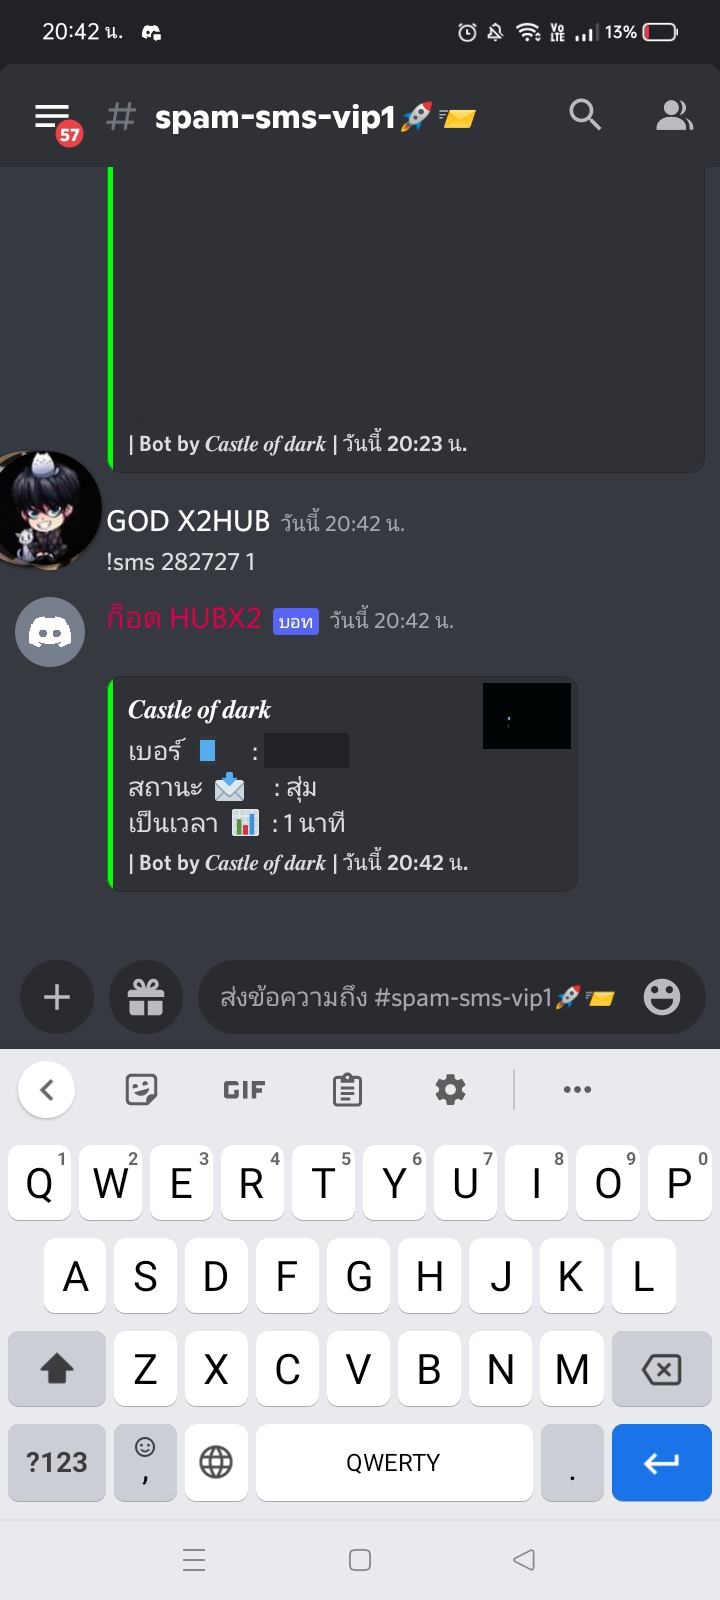 20:42 น.
Vo LTE 13%
57
# spam-sms-vip1🚀📨
| Bot by Castle of dark | วันนี้ 20:23 น.
GOD X2HUB วันนี้ 20:42 น.
!sms 282727 1
ก็อต HUBX2 บอท วันนี้ 20:42 น.
Castle of dark
เบอร์ 📘 :
สถานะ 📩 : สุ่ม
เป็นเวลา 📊 : 1 นาที
| Bot by Castle of dark | วันนี้ 20:42 น.
ส่งข้อความถึง #spam-sms-vip1🚀📨
GIF
1 2 3 4 5 6 7 8 9 0
Q W E R T Y U I O P
A S D F G H J K L
Z X C V B N M
?123 , QWERTY .